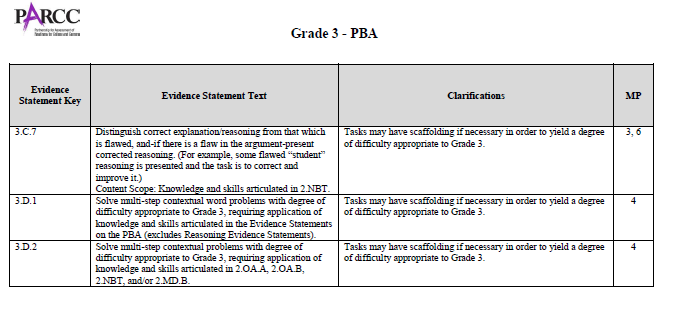 PARCC
Partnership for Assessment of
Readiness for College and Careers
Grade 3 - PBA
Evidence
Statement Key
Evidence Statement Text
Clarifications
MP
3.C.7
Distinguish correct explanation/reasoning from that which
is flawed, and-if there is a flaw in the argument-present
corrected reasoning. (For example, some flawed “student”
reasoning is presented and the task is to correct and
improve it.)
Content Scope: Knowledge and skills articulated in 2.NBT.
Tasks may have scaffolding if necessary in order to yield a degree
of difficulty appropriate to Grade 3.
3, 6
3.D.1
Solve multi-step contextual word problems with degree of
difficulty appropriate to Grade 3, requiring application of
knowledge and skills articulated in the Evidence Statements
on the PBA (excludes Reasoning Evidence Statements).
Tasks may have scaffolding if necessary in order to yield a degree
of difficulty appropriate to Grade 3.
4
3.D.2
Solve multi-step contextual problems with degree of
difficulty appropriate to Grade 3, requiring application of
knowledge and skills articulated in 2.OA.A, 2.OA.B,
2.NBT, and/or 2.MD.B.
Tasks may have scaffolding if necessary in order to yield a degree
of difficulty appropriate to Grade 3.
4